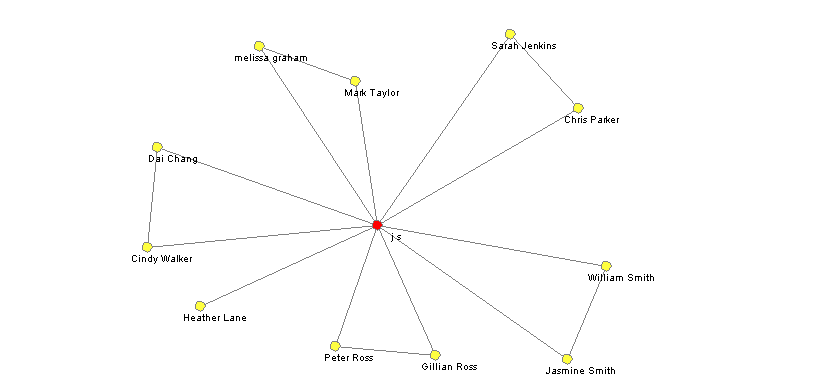 Sarah Jenkins
melissa graham
Mark Taylor
Chris Parker
Dai Chang
j s
Cindy Walker
William Smith
Heather Lane
Peter Ross
Gillian Ross
Jasmine Smith